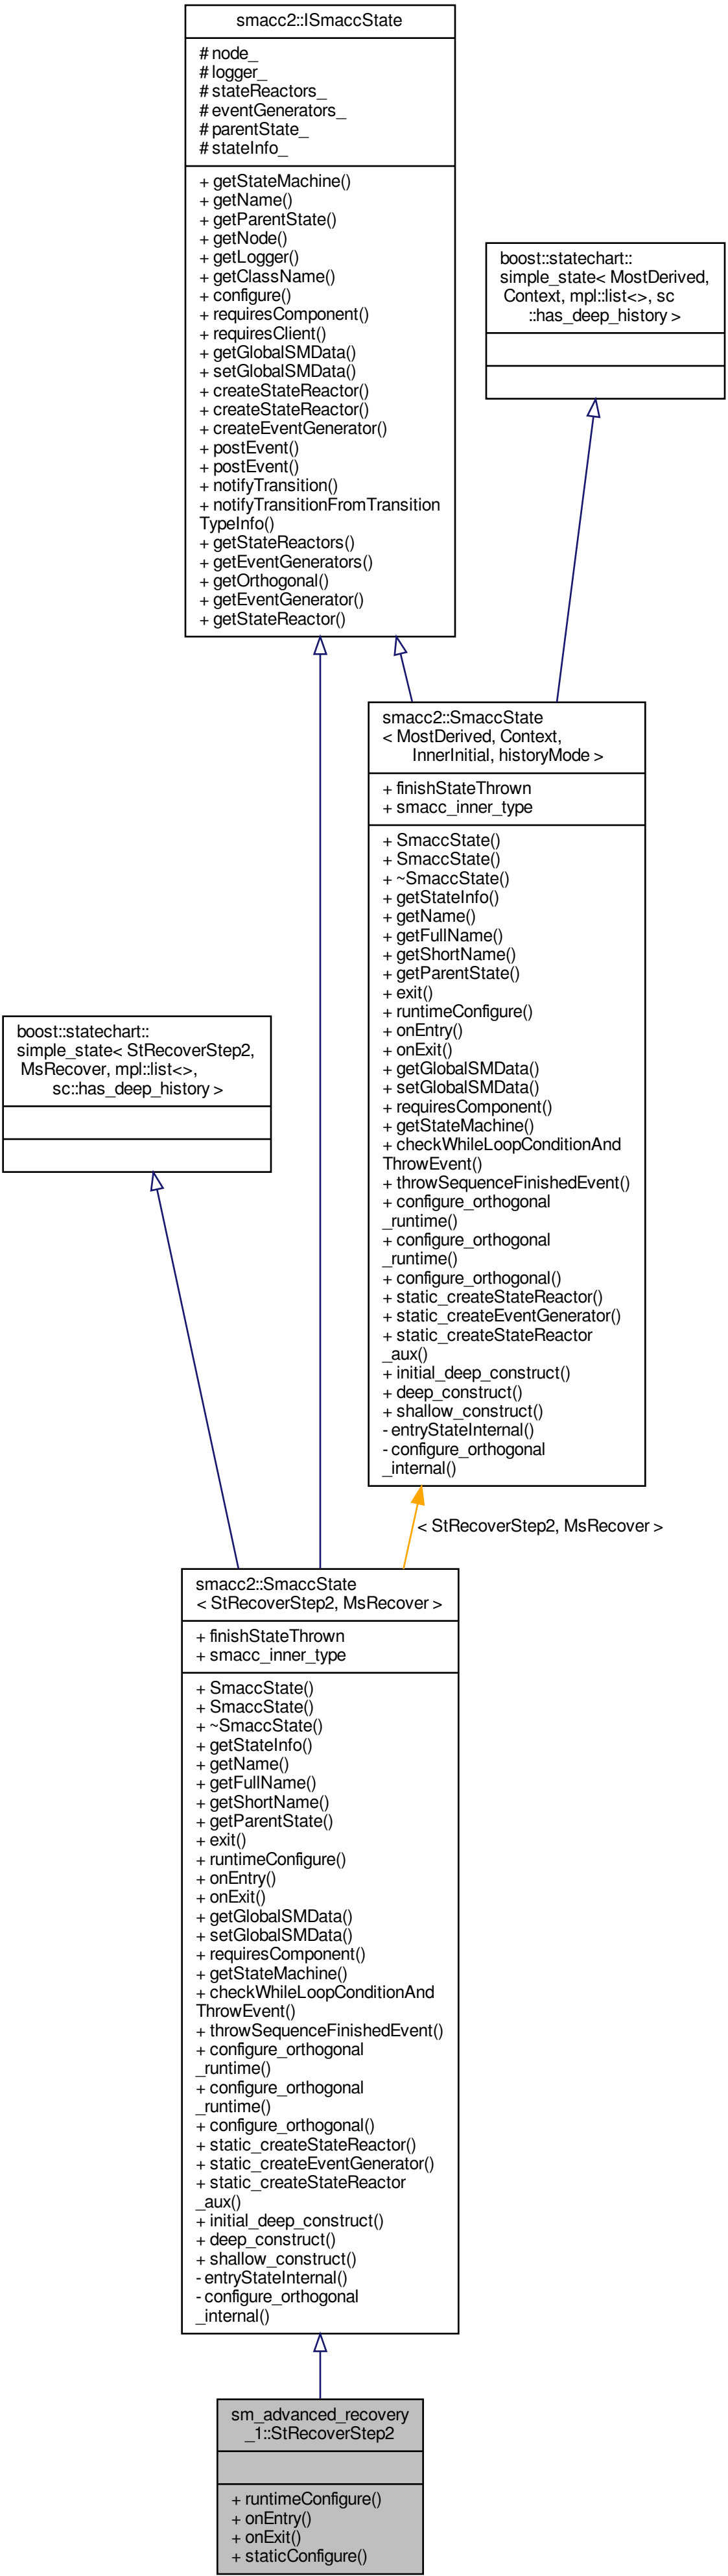 smacc2::ISmaccState
# node_
# logger_
# stateReactors_
# eventGenerators_
# parentState_
# stateInfo_
+ getStateMachine()
+ getName()
+ getParentState()
+ getNode()
+ getLogger()
+ getClassName()
+ configure()
+ requiresComponent()
+ requiresClient()
+ getGlobalSMData()
+ setGlobalSMData()
+ createStateReactor()
+ createStateReactor()
+ createEventGenerator()
+ postEvent()
+ postEvent()
+ notifyTransition()
+ notifyTransitionFromTransition
TypeInfo()
+ getStateReactors()
+ getEventGenerators()
+ getOrthogonal()
+ getEventGenerator()
+ getStateReactor()
boost::statechart::
simple_state< MostDerived,
Context, mpl::list<>, sc
::has_deep_history >
smacc2::SmaccState
< MostDerived, Context,
InnerInitial, historyMode >
+ finishStateThrown
+ smacc_inner_type
+ SmaccState()
+ SmaccState()
+ ~SmaccState()
+ getStateInfo()
+ getName()
+ getFullName()
+ getShortName()
+ getParentState()
+ exit()
+ runtimeConfigure()
+ onEntry()
+ onExit()
+ getGlobalSMData()
+ setGlobalSMData()
+ requiresComponent()
+ getStateMachine()
+ checkWhileLoopConditionAnd
ThrowEvent()
+ throwSequenceFinishedEvent()
+ configure_orthogonal
_runtime()
+ configure_orthogonal
_runtime()
+ configure_orthogonal()
+ static_createStateReactor()
+ static_createEventGenerator()
+ static_createStateReactor
_aux()
+ initial_deep_construct()
+ deep_construct()
+ shallow_construct()
- entryStateInternal()
- configure_orthogonal
_internal()
boost::statechart::
simple_state< StRecoverStep2,
MsRecover, mpl::list<>,
sc::has_deep_history >
< StRecoverStep2, MsRecover >
smacc2::SmaccState
< StRecoverStep2, MsRecover >
+ finishStateThrown
+ smacc_inner_type
+ SmaccState()
+ SmaccState()
+ ~SmaccState()
+ getStateInfo()
+ getName()
+ getFullName()
+ getShortName()
+ getParentState()
+ exit()
+ runtimeConfigure()
+ onEntry()
+ onExit()
+ getGlobalSMData()
+ setGlobalSMData()
+ requiresComponent()
+ getStateMachine()
+ checkWhileLoopConditionAnd
ThrowEvent()
+ throwSequenceFinishedEvent()
+ configure_orthogonal
_runtime()
+ configure_orthogonal
_runtime()
+ configure_orthogonal()
+ static_createStateReactor()
+ static_createEventGenerator()
+ static_createStateReactor
_aux()
+ initial_deep_construct()
+ deep_construct()
+ shallow_construct()
- entryStateInternal()
- configure_orthogonal
_internal()
sm_advanced_recovery
_1::StRecoverStep2
+ runtimeConfigure()
+ onEntry()
+ onExit()
+ staticConfigure()